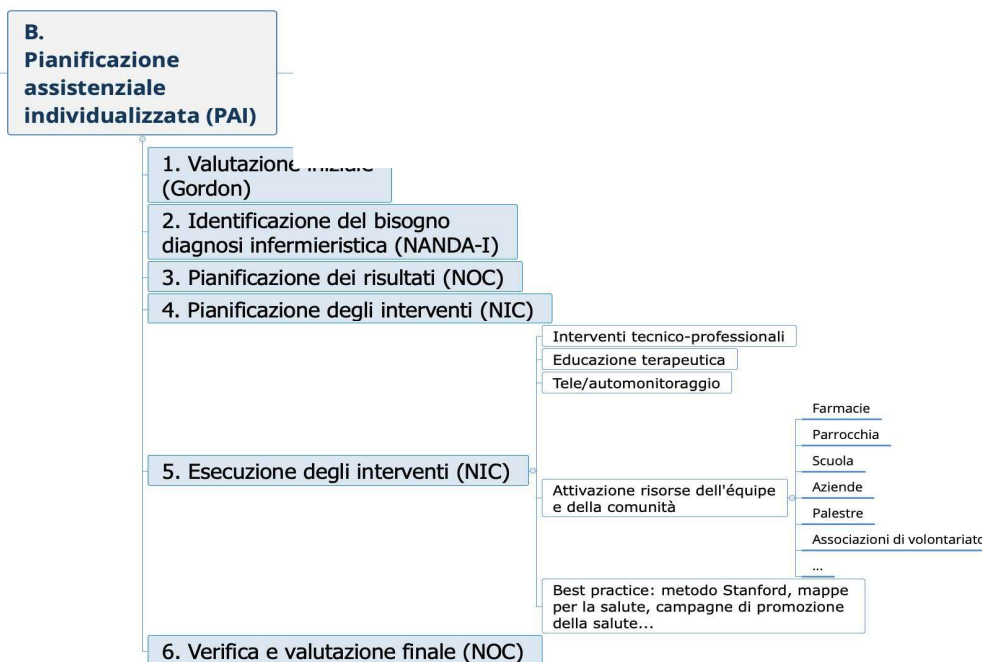 B.
Pianificazione
assistenziale
individualizzata (PAI)
1. Valutazione iniziale
(Gordon)
2. Identificazione del bisogno
diagnosi infermieristica (NANDA-I)
3. Pianificazione dei risultati (NOC)
4. Pianificazione degli interventi (NIC)
Interventi tecnico-professionali
Educazione terapeutica
Tele/automonitoraggio
Farmacie
Parrocchia
Scuola
5. Esecuzione degli interventi (NIC)
Attivazione risorse dell'équipe
e della comunità
Aziende
Palestre
Associazioni di volontariato
...
Best practice: metodo Stanford, mappe
per la salute, campagne di promozione
della salute...
6. Verifica e valutazione finale (NOC)